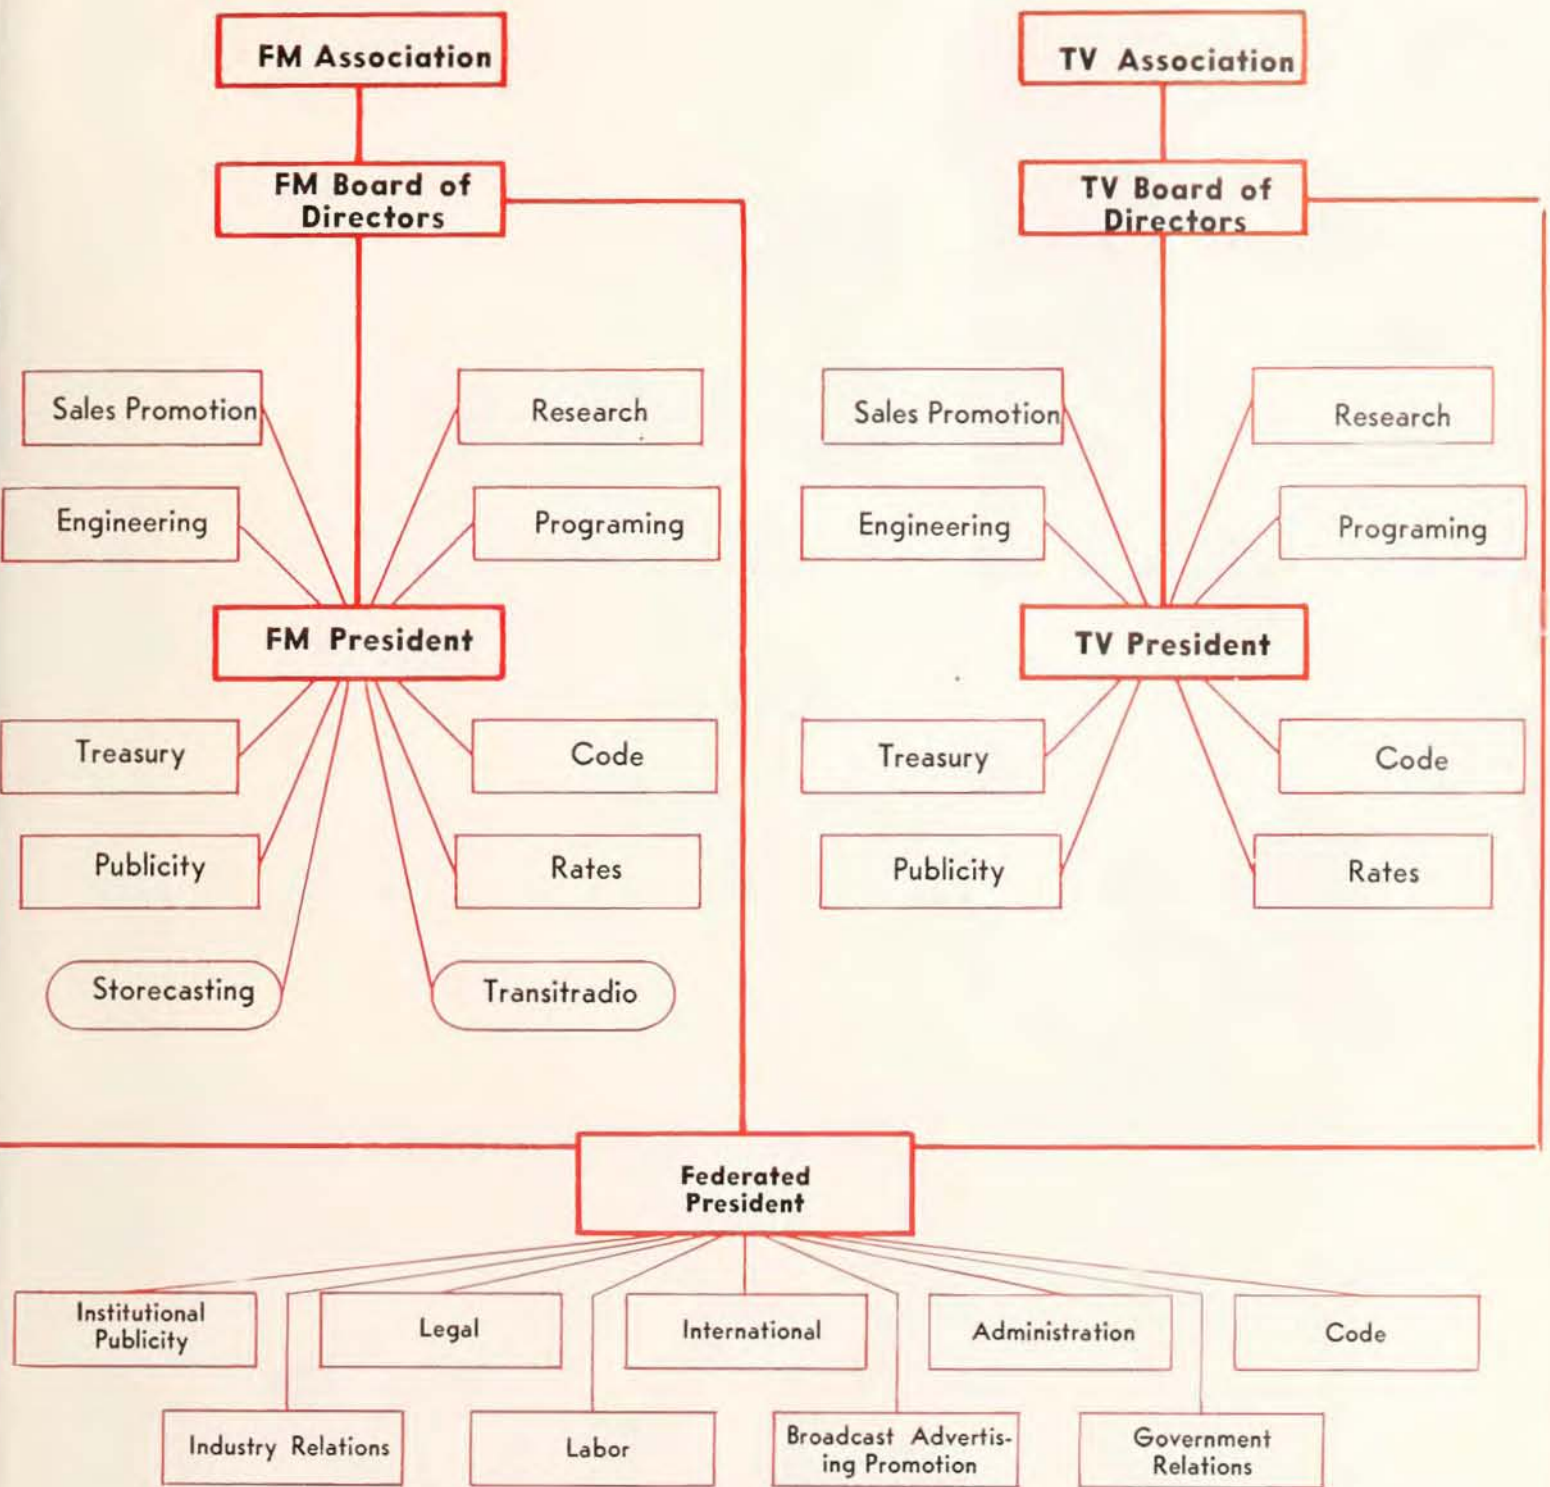 FM Association
TV Association
FM Board of
Directors
TV Board of
Directors
Sales Promotion
Research
Sales Promotion
Research
Engineering
Programing
Engineering
Programing
FM President
TV President
Treasury
Code
Treasury
Code
Publicity
Rates
Publicity
Rates
Storecasting
Transitradio
Federated
President
Institutional
Publicity
Legal
International
Administration
Code
Industry Relations
Labor
Broadcast Advertis-
ing Promotion
Government
Relations